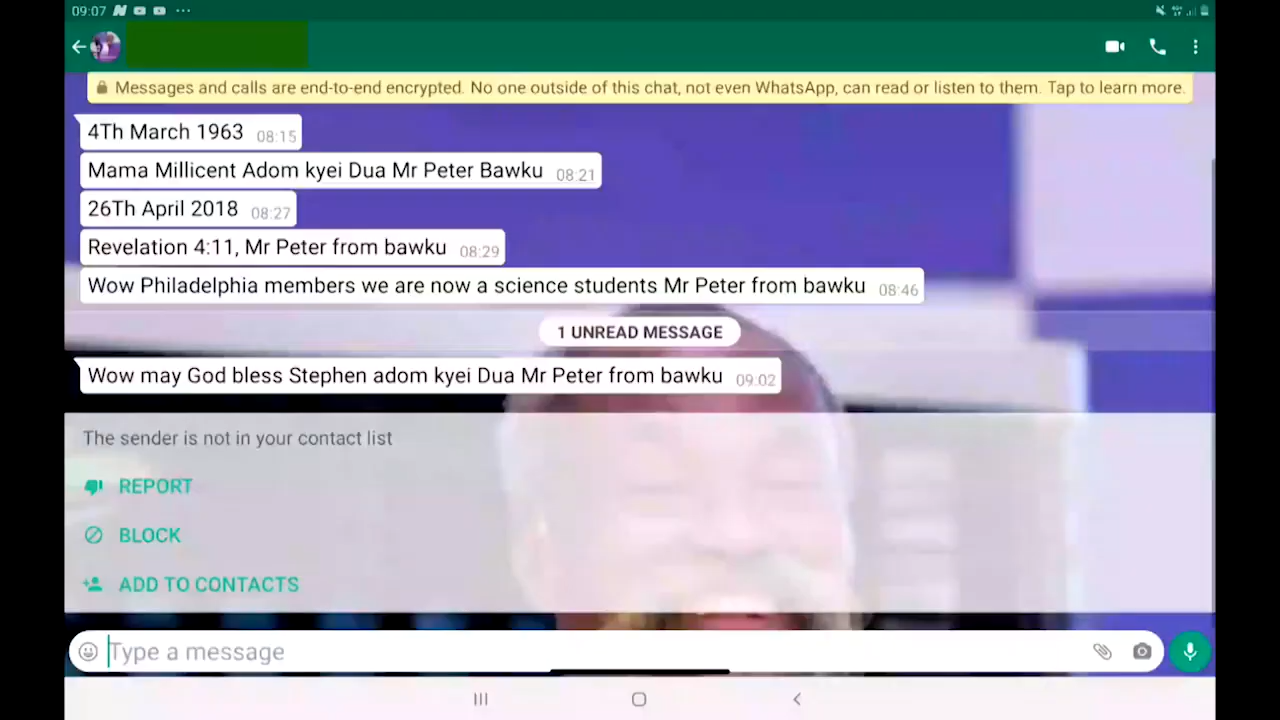 09:07
Messages and calls are end-to-end encrypted. No one outside of this chat, not even WhatsApp, can read or listen to them. Tap to learn more.
4Th March 1963 08:15
Mama Millicent Adom kyei Dua Mr Peter Bawku 08:21
26Th April 2018 08:27
Revelation 4:11, Mr Peter from bawku 08:29
Wow Philadelphia members we are now a science students Mr Peter from bawku 08:46
1 UNREAD MESSAGE
Wow may God bless Stephen adom kyei Dua Mr Peter from bawku 09:02
The sender is not in your contact list
REPORT
BLOCK
ADD TO CONTACTS
Type a message